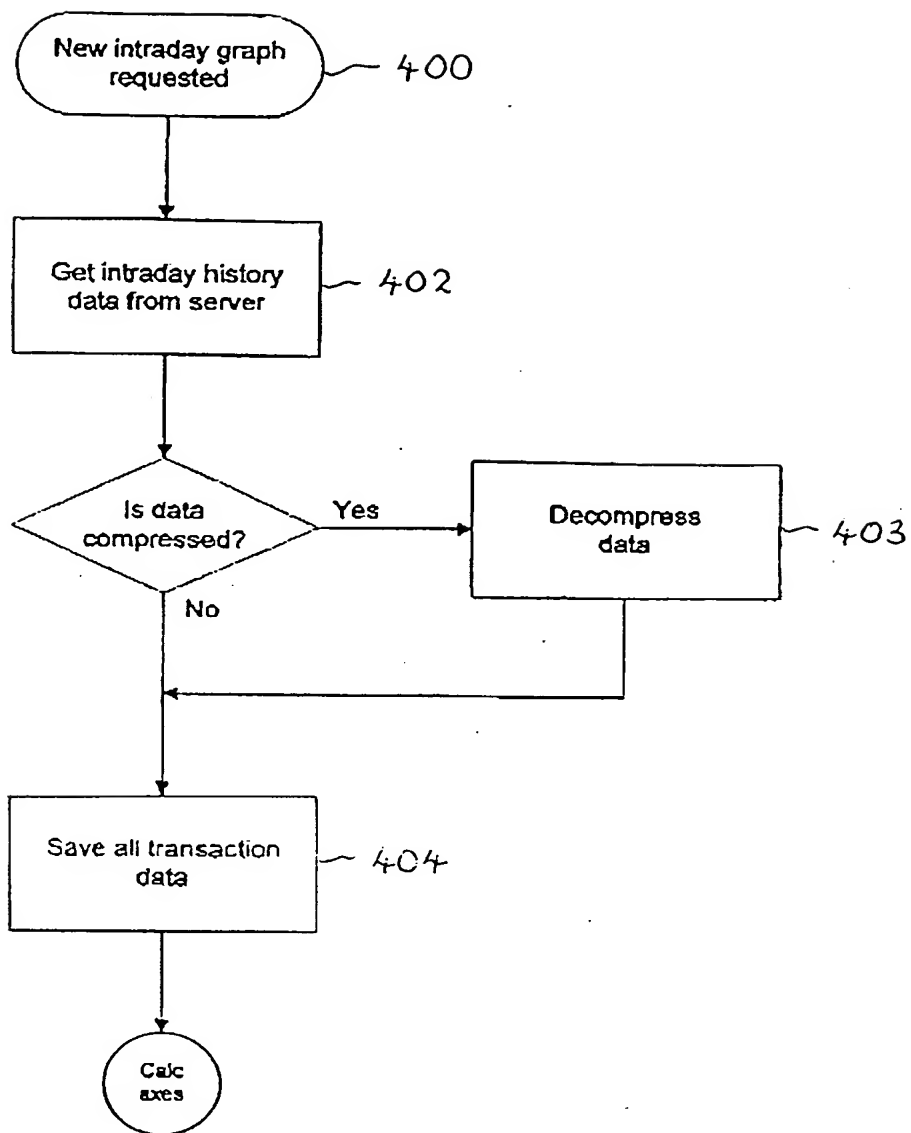 New intraday graph
requested
400
Get intraday history
data from server
402
Is data
compressed?
Yes
Decompress
data
403
No
Save all transaction
data
404
Calc
axes